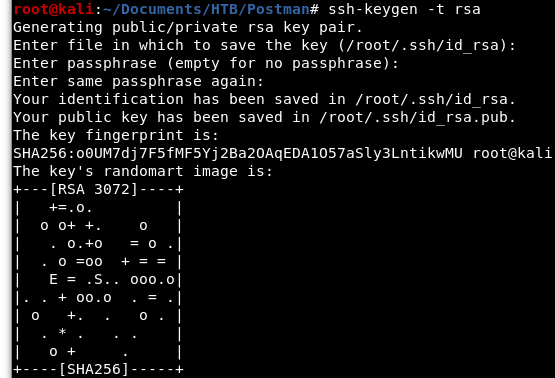 root@kali:~/Documents/HTB/Postman# ssh-keygen -t rsa
Generating public/private rsa key pair.
Enter file in which to save the key (/root/.ssh/id_rsa):
Enter passphrase (empty for no passphrase):
Enter same passphrase again:
Your identification has been saved in /root/.ssh/id_rsa.
Your public key has been saved in /root/.ssh/id_rsa.pub.
The key fingerprint is:
SHA256:o0UM7dj7F5fMF5Yj2Ba2OAqEDA1O57aSly3LntikwMU root@kali
The key's randomart image is:
+---[RSA 3072]----+
|   +=.o.         |
|  o o+ +.    o   |
|   . o.+o   = o .|
|  . o =oo  + = = |
|   E = .S.. ooo.o|
|. . + oo.o  . = .|
| o   +.  .   o . |
|  . * .   . .    |
|   o +     .     |
+----[SHA256]-----+